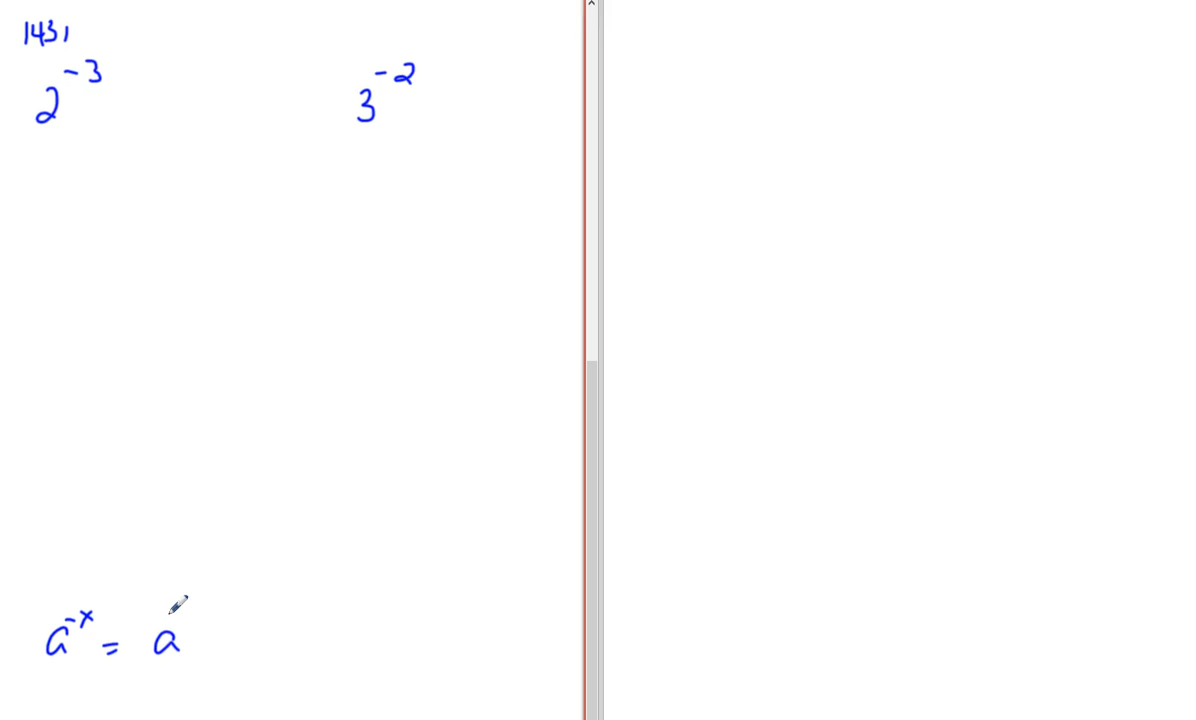 1431
2^-3 3^-2
a^-x = a